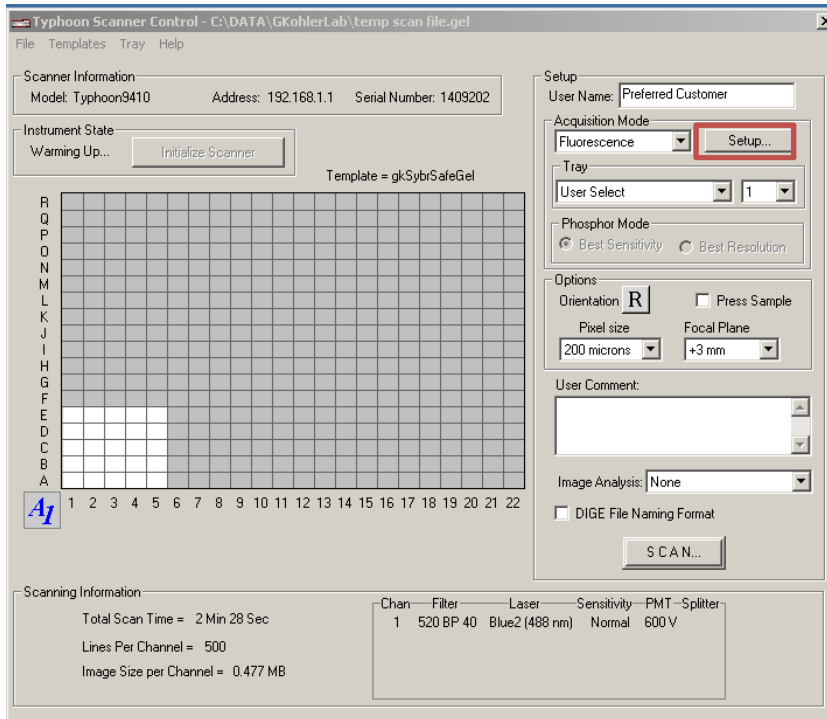 Typhoon Scanner Control - C:\DATA\GKohlerLab\temp scan file.gel
File Templates Tray Help
Scanner Information
Model: Typhoon9410 Address: 192.168.1.1 Serial Number: 1409202
Instrument State
Warming Up... Initialize Scanner
Template = gkSybrSafeGel
R
Q
P
O
N
M
L
K
J
I
H
G
F
E
D
C
B
A
A1 1 2 3 4 5 6 7 8 9 10 11 12 13 14 15 16 17 18 19 20 21 22
Setup
User Name: Preferred Customer
Acquisition Mode
Fluorescence Setup...
Tray
User Select 1
Phosphor Mode
Best Sensitivity Best Resolution
Options
Orientation R Press Sample
Pixel size Focal Plane
200 microns +3 mm
User Comment:
Image Analysis: None
DIGE File Naming Format
S C A N...
Scanning Information
Total Scan Time = 2 Min 28 Sec
Lines Per Channel = 500
Image Size per Channel = 0.477 MB
Chan Filter Laser Sensitivity PMT Splitter
1 520 BP 40 Blue2 (488 nm) Normal 600 V